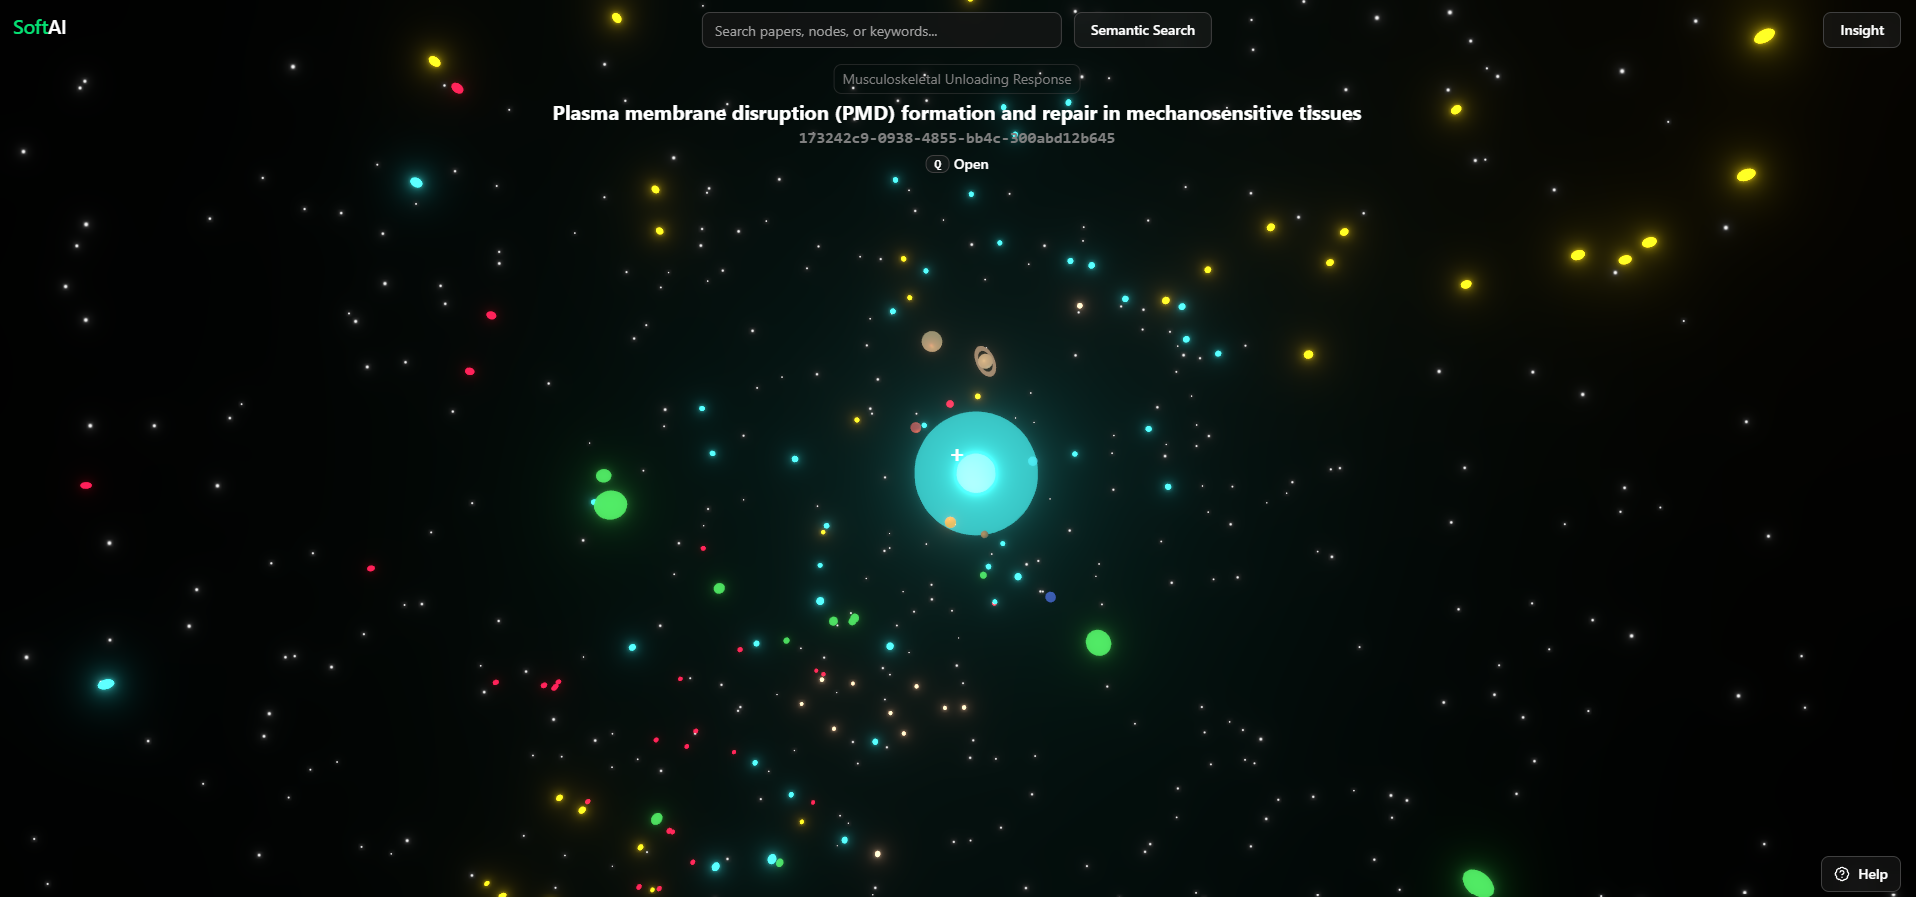 SoftAI
Search papers, nodes, or keywords...
Semantic Search
Insight
Musculoskeletal Unloading Response
Plasma membrane disruption (PMD) formation and repair in mechanosensitive tissues
173242c9-0938-4855-bb4c-300abd12b645
Q Open
Help